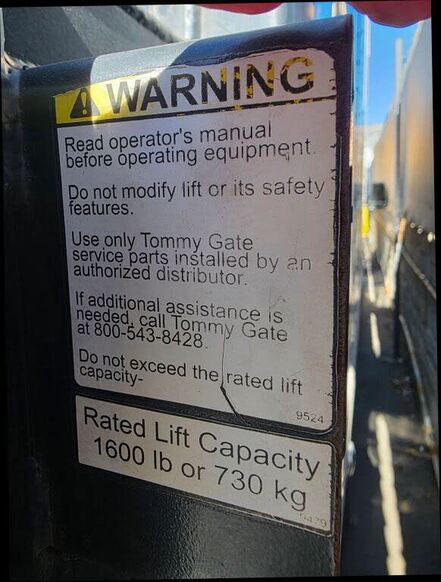 WARNING
Read operator's manual
before operating equipment.
Do not modify lift or its safety
features.
Use only Tommy Gate
service parts installed by an
authorized distributor.
If additional assistance is
needed, call Tommy Gate
at 800-543-8428.
Do not exceed the rated lift
capacity-
9524
Rated Lift Capacity
1600 lb or 730 kg